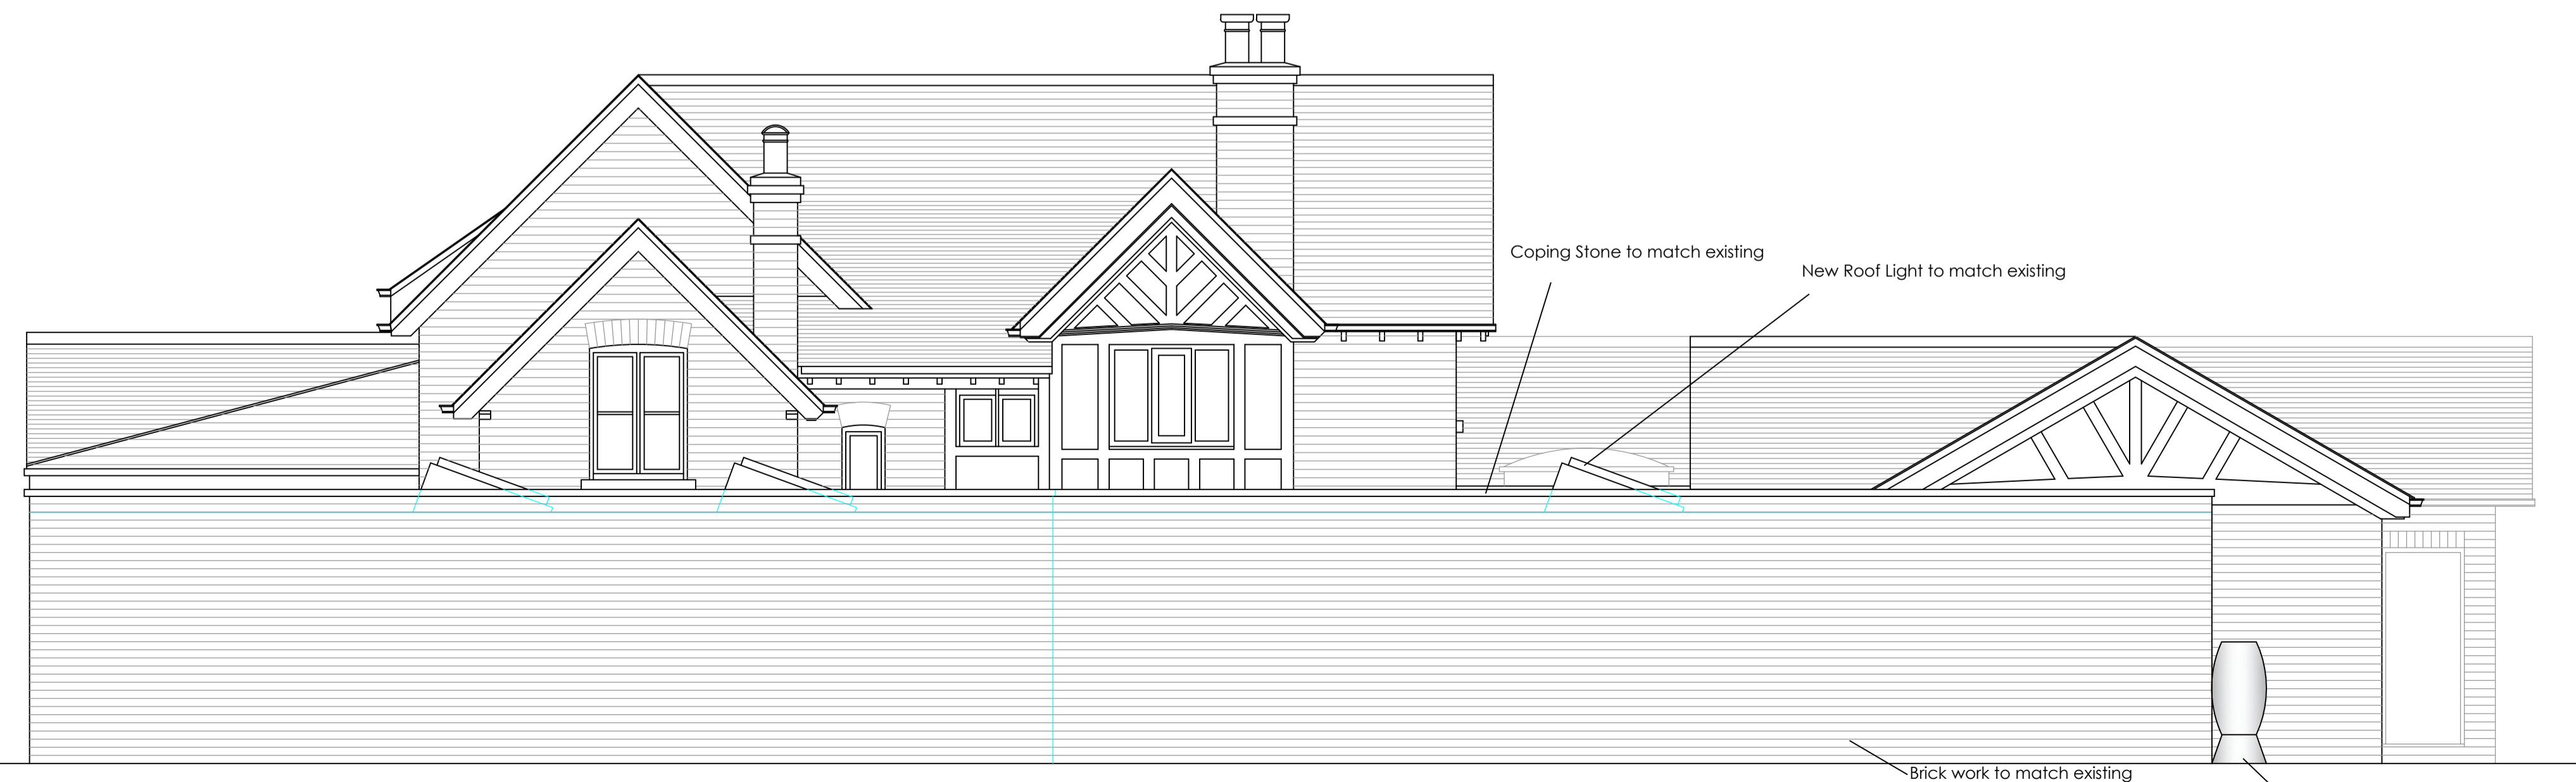 Coping Stone to match existing
New Roof Light to match existing
Brick work to match existing